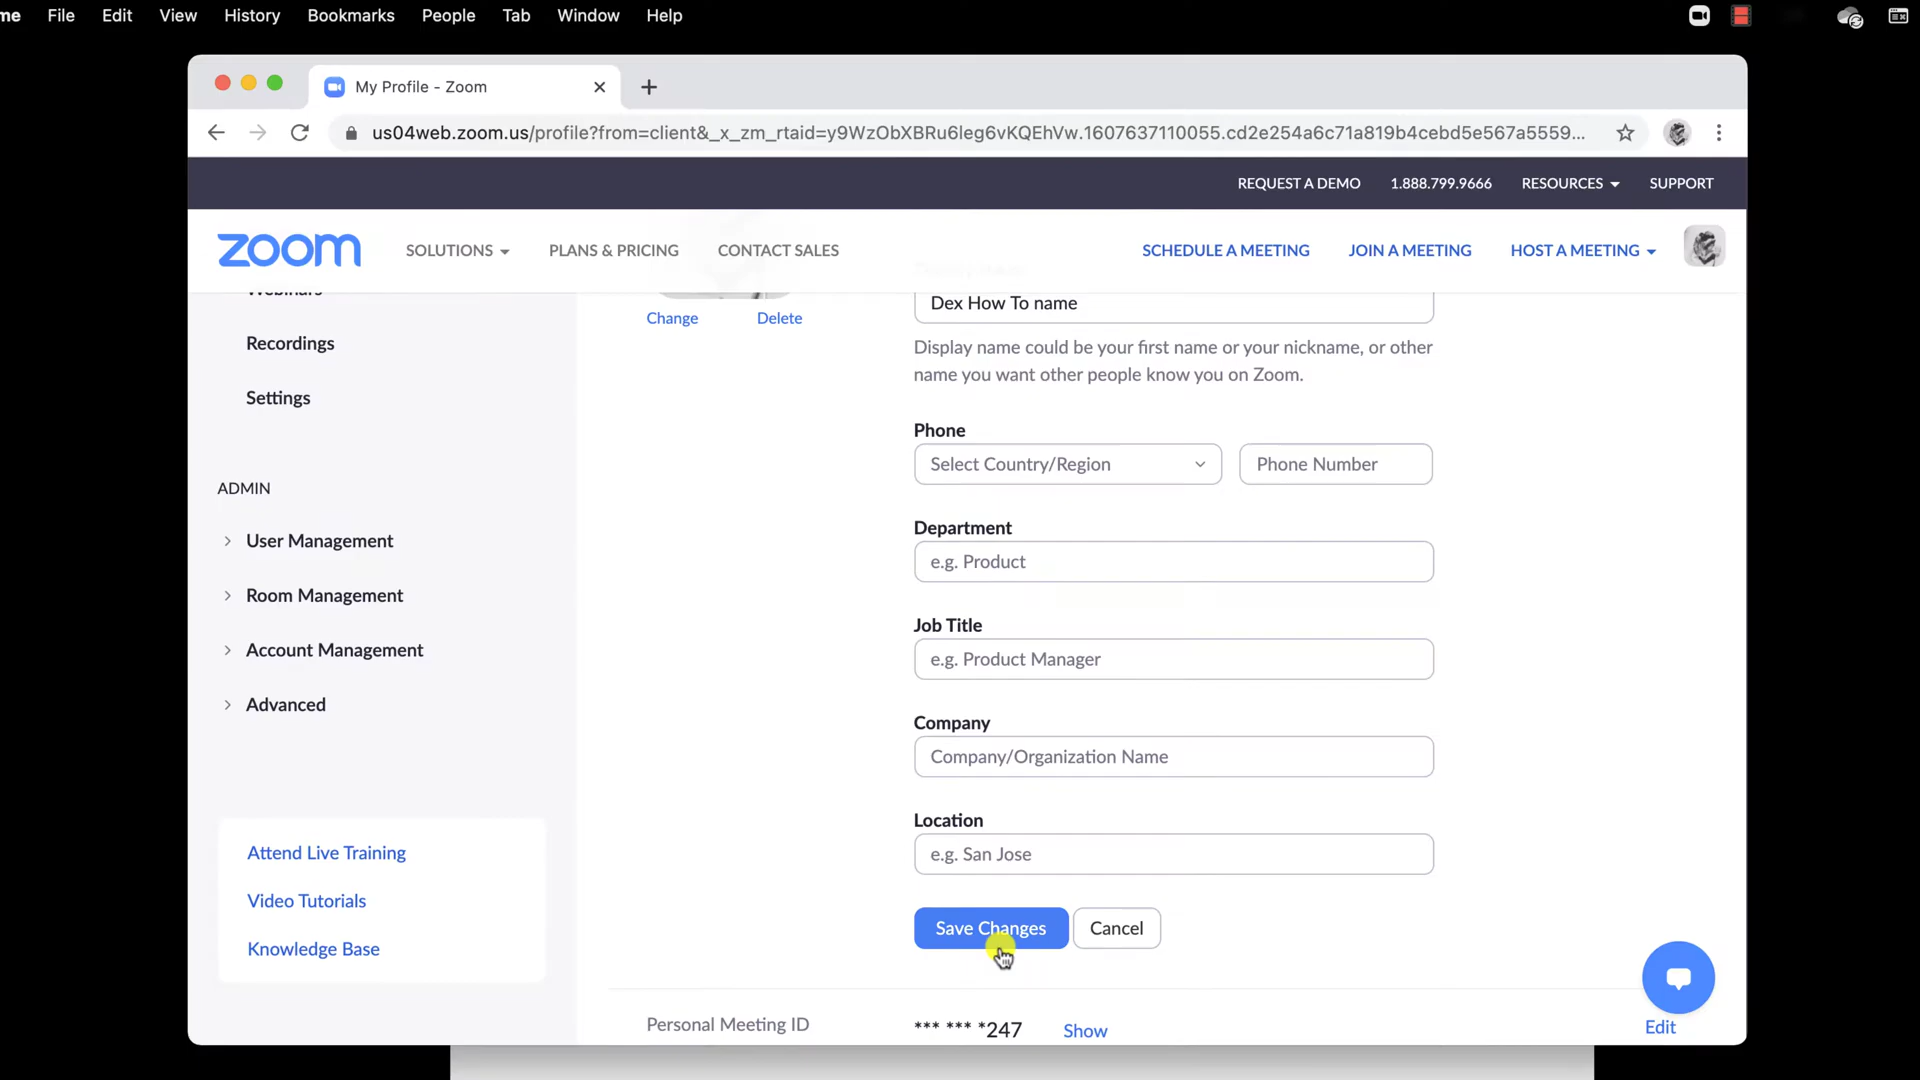 me File Edit View History Bookmarks People Tab Window Help
My Profile - Zoom
us04web.zoom.us/profile?from=client&_x_zm_rtaid=y9WzObXBRu6leg6vKQEhVw.1607637110055.cd2e254a6c71a819b4cebd5e567a5559...
REQUEST A DEMO 1.888.799.9666 RESOURCES SUPPORT
zoom SOLUTIONS PLANS & PRICING CONTACT SALES SCHEDULE A MEETING JOIN A MEETING HOST A MEETING
Webinars
Recordings
Settings
ADMIN
User Management
Room Management
Account Management
Advanced
Attend Live Training
Video Tutorials
Knowledge Base
Change Delete
Dex How To name
Display name could be your first name or your nickname, or other
name you want other people know you on Zoom.
Phone
Select Country/Region Phone Number
Department
e.g. Product
Job Title
e.g. Product Manager
Company
Company/Organization Name
Location
e.g. San Jose
Save Changes Cancel
Personal Meeting ID *** *** *247 Show Edit